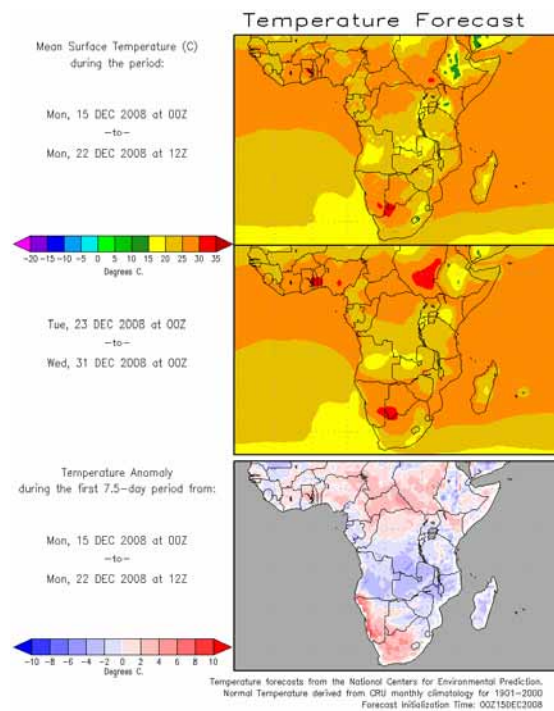 Temperature Forecast
Mean Surface Temperature (C)
during the period:
Mon, 15 DEC 2008 at 00Z
-to-
Mon, 22 DEC 2008 at 12Z
-20 -15 -10 -5 0 5 10 15 20 25 30 35
Degrees C.
Tue, 23 DEC 2008 at 00Z
-to-
Wed, 31 DEC 2008 at 00Z
Temperature Anomaly
during the first 7.5-day period from:
Mon, 15 DEC 2008 at 00Z
-to-
Mon, 22 DEC 2008 at 12Z
-10 -8 -6 -4 -2 0 2 4 6 8 10
Degrees C.
Temperature forecasts from the National Centers for Environmental Prediction.
Normal Temperature derived from CRU monthly climatology for 1901-2000
Forecast Initialization Time: 00Z15DEC2008